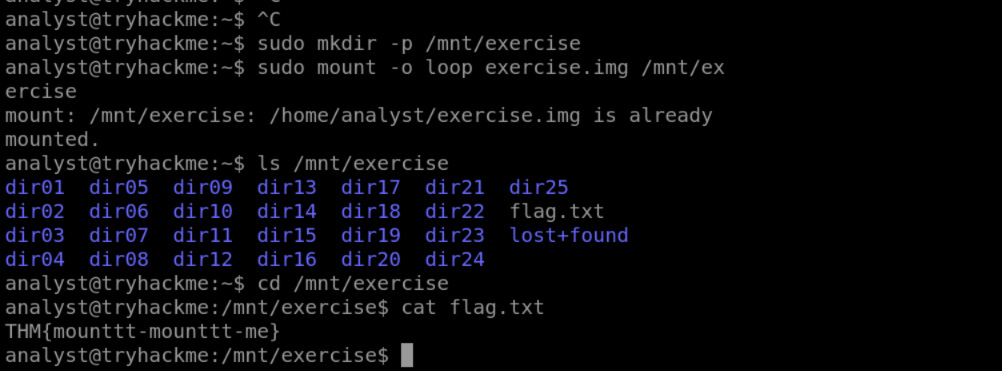 analyst@tryhackme:~$ ^C
analyst@tryhackme:~$ sudo mkdir -p /mnt/exercise
analyst@tryhackme:~$ sudo mount -o loop exercise.img /mnt/ex
ercise
mount: /mnt/exercise: /home/analyst/exercise.img is already
mounted.
analyst@tryhackme:~$ ls /mnt/exercise
dir01  dir05  dir09  dir13  dir17  dir21  dir25
dir02  dir06  dir10  dir14  dir18  dir22  flag.txt
dir03  dir07  dir11  dir15  dir19  dir23  lost+found
dir04  dir08  dir12  dir16  dir20  dir24
analyst@tryhackme:~$ cd /mnt/exercise
analyst@tryhackme:/mnt/exercise$ cat flag.txt
THM{mounttt-mounttt-me}
analyst@tryhackme:/mnt/exercise$